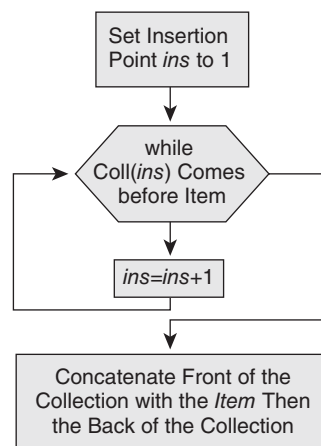 Set Insertion
Point ins to 1
while
Coll(ins) Comes
before Item
ins=ins+1
Concatenate Front of the
Collection with the Item Then
the Back of the Collection